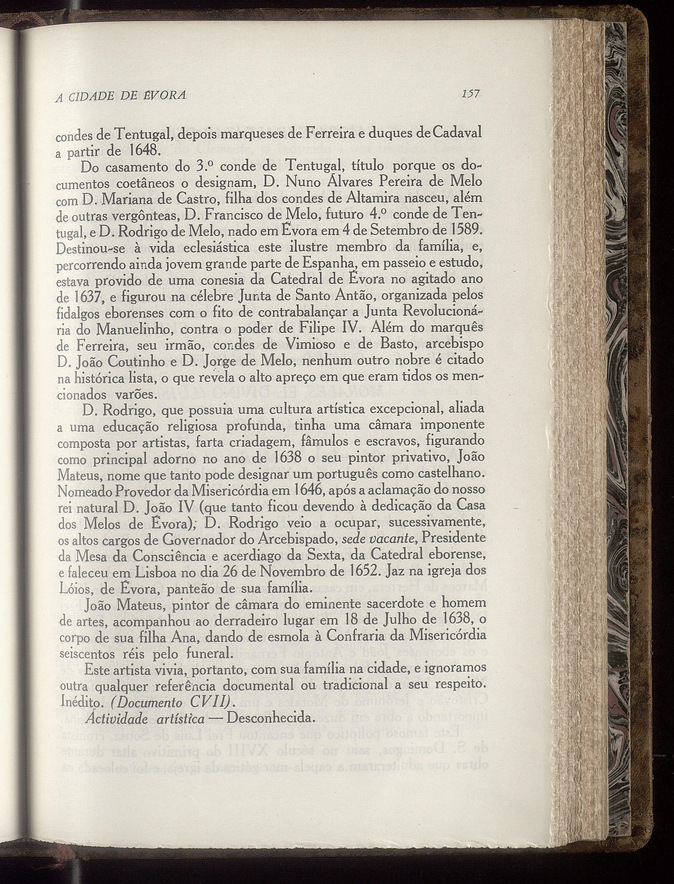 A CIDADE DE ÉVORA 157
condes de Tentugal, depois marqueses de Ferreira e duques de Cadaval
a partir de 1648.
Do casamento do 3.º conde de Tentugal, título porque os do-
cumentos coetâneos o designam, D. Nuno Álvares Pereira de Melo
com D. Mariana de Castro, filha dos condes de Altamira nasceu, além
de outras vergônteas, D. Francisco de Melo, futuro 4.º conde de Ten-
tugal, e D. Rodrigo de Melo, nado em Évora em 4 de Setembro de 1589.
Destinou-se à vida eclesiástica este ilustre membro da família, e,
percorrendo ainda jovem grande parte de Espanha, em passeio e estudo,
estava provido de uma conesia da Catedral de Évora no agitado ano
de 1637, e figurou na célebre Junta de Santo Antão, organizada pelos
fidalgos eborenses com o fito de contrabalançar a Junta Revolucioná-
ria do Manuelinho, contra o poder de Filipe IV. Além do marquês
de Ferreira, seu irmão, condes de Vimioso e de Basto, arcebispo
D. João Coutinho e D. Jorge de Melo, nenhum outro nobre é citado
na histórica lista, o que revela o alto apreço em que eram tidos os men-
cionados varões.
D. Rodrigo, que possuia uma cultura artística excepcional, aliada
a uma educação religiosa profunda, tinha uma câmara imponente
composta por artistas, farta criadagem, fâmulos e escravos, figurando
como principal adorno no ano de 1638 o seu pintor privativo, João
Mateus, nome que tanto pode designar um português como castelhano.
Nomeado Provedor da Misericórdia em 1646, após a aclamação do nosso
rei natural D. João IV (que tanto ficou devendo à dedicação da Casa
dos Melos de Évora), D. Rodrigo veio a ocupar, sucessivamente,
os altos cargos de Governador do Arcebispado, sede vacante, Presidente
da Mesa da Consciência e acerdiago da Sexta, da Catedral eborense,
e faleceu em Lisboa no dia 26 de Novembro de 1652. Jaz na igreja dos
Lóios, de Évora, panteão de sua família.
João Mateus, pintor de câmara do eminente sacerdote e homem
de artes, acompanhou ao derradeiro lugar em 18 de Julho de 1638, o
corpo de sua filha Ana, dando de esmola à Confraria da Misericórdia
seiscentos réis pelo funeral.
Este artista vivia, portanto, com sua família na cidade, e ignoramos
outra qualquer referência documental ou tradicional a seu respeito.
Inédito. (Documento CVII).
Actividade artística — Desconhecida.